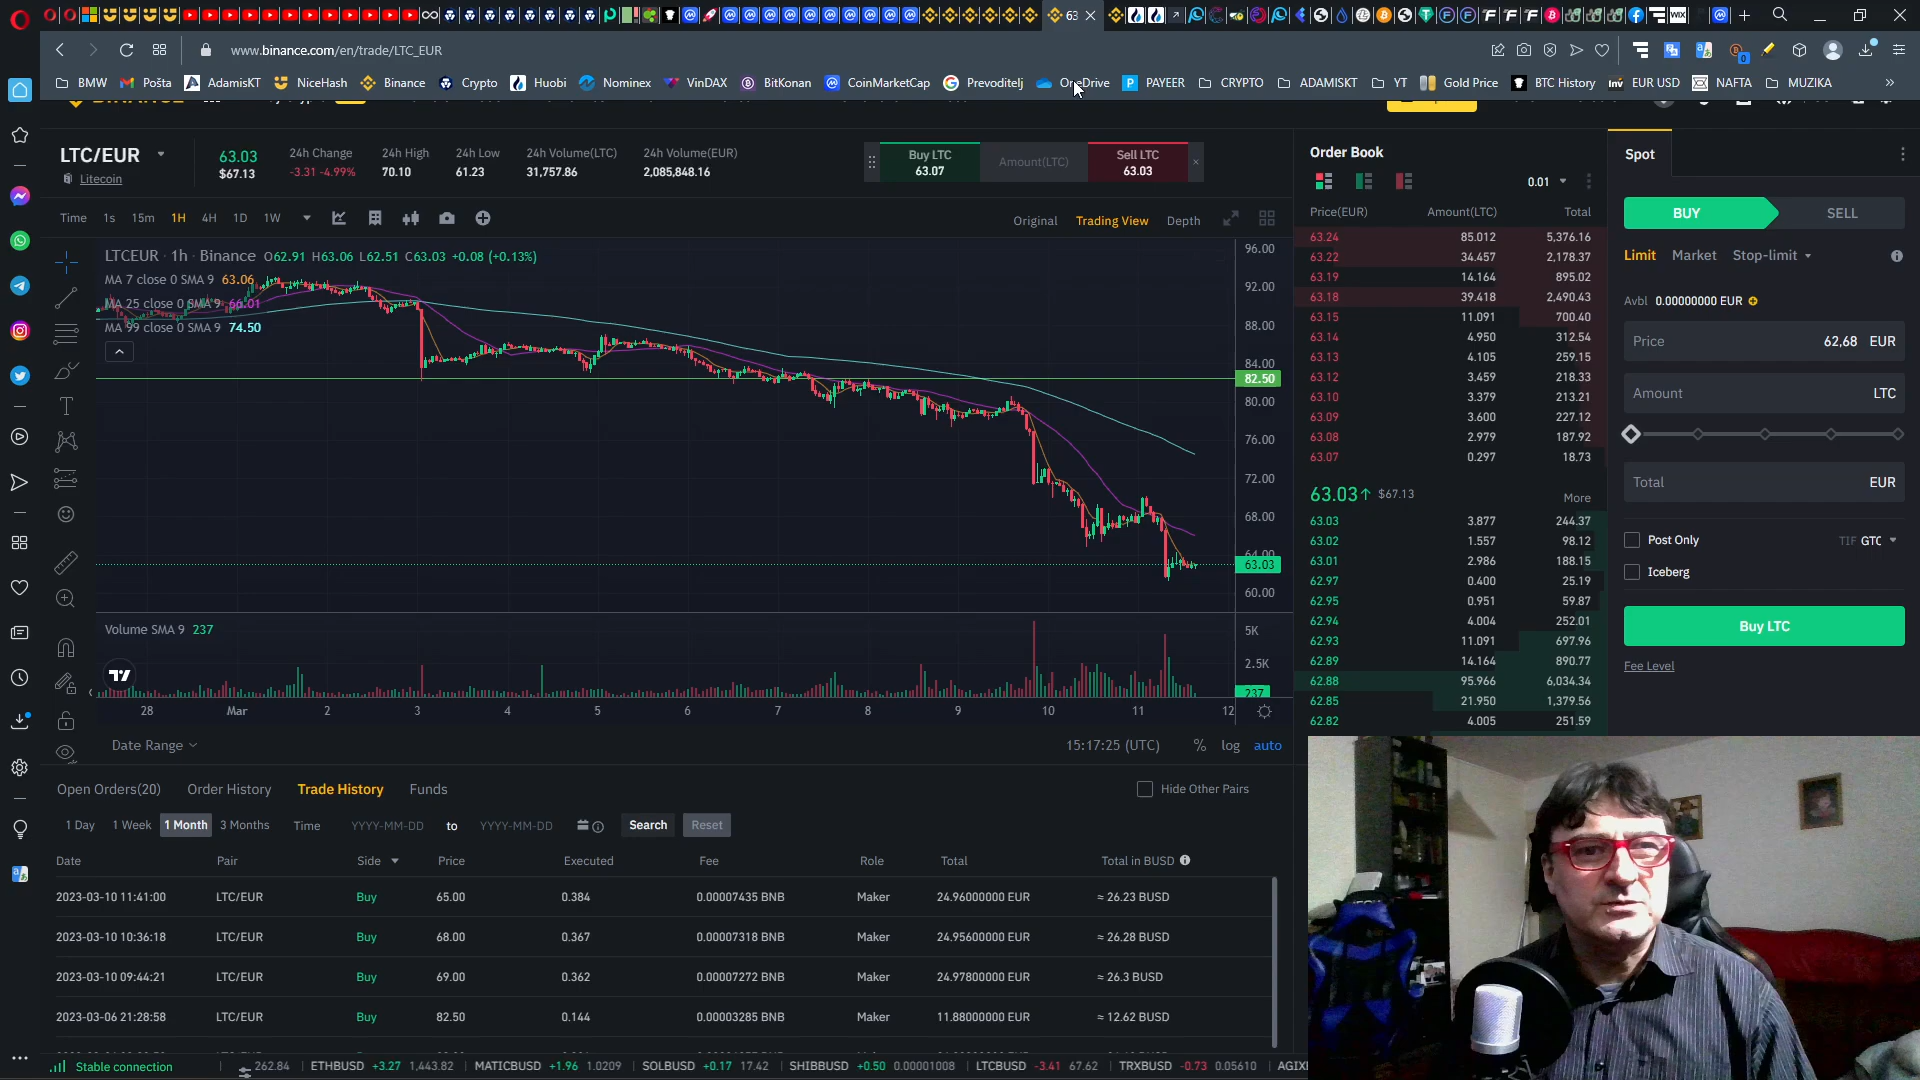 63
www.binance.com/en/trade/LTC_EUR
BMW
Pošta
AdamisKT
NiceHash
Binance
Crypto
Huobi
Nominex
VinDAX
BitKonan
CoinMarketCap
Prevoditelj
OneDrive
PAYEER
CRYPTO
ADAMISKT
YT
Gold Price
BTC History
EUR USD
NAFTA
MUZIKA
LTC/EUR
Litecoin
63.03
$67.13
24h Change
-3.31 -4.99%
24h High
70.10
24h Low
61.23
24h Volume(LTC)
31,757.86
24h Volume(EUR)
2,085,848.16
Buy LTC
63.07
Amount(LTC)
Sell LTC
63.03
Time 1s 15m 1H 4H 1D 1W
Original Trading View Depth
LTCEUR · 1h · Binance O62.91 H63.06 L62.51 C63.03 +0.08 (+0.13%)
MA 7 close 0 SMA 9 63.06
MA 25 close 0 SMA 9 66.01
MA 99 close 0 SMA 9 74.50
96.00
92.00
88.00
84.00
82.50
80.00
76.00
72.00
68.00
64.00
63.03
60.00
Volume SMA 9 237
5K
2.5K
237
28 Mar 2 3 4 5 6 7 8 9 10 11 12
Date Range
15:17:25 (UTC) % log auto
Order Book
0.01
Price(EUR) Amount(LTC) Total
63.24 85.012 5,376.16
63.22 34.457 2,178.37
63.19 14.164 895.02
63.18 39.418 2,490.43
63.15 11.091 700.40
63.14 4.950 312.54
63.13 4.105 259.15
63.12 3.459 218.33
63.10 3.379 213.21
63.09 3.600 227.12
63.08 2.979 187.92
63.07 0.297 18.73
63.03↑ $67.13 More
63.03 3.877 244.37
63.02 1.557 98.12
63.01 2.986 188.15
62.97 0.400 25.19
62.95 0.951 59.87
62.94 4.004 252.01
62.93 11.091 697.96
62.89 14.164 890.77
62.88 95.966 6,034.34
62.85 21.950 1,379.56
62.82 4.005 251.59
Spot
BUY SELL
Limit Market Stop-limit
Avbl 0.00000000 EUR
Price 62,68 EUR
Amount LTC
Total EUR
Post Only TIF GTC
Iceberg
Buy LTC
Fee Level
Open Orders(20) Order History Trade History Funds
Hide Other Pairs
1 Day 1 Week 1 Month 3 Months Time YYYY-MM-DD to YYYY-MM-DD Search Reset
Date Pair Side Price Executed Fee Role Total Total in BUSD
2023-03-10 11:41:00 LTC/EUR Buy 65.00 0.384 0.00007435 BNB Maker 24.96000000 EUR ≈ 26.23 BUSD
2023-03-10 10:36:18 LTC/EUR Buy 68.00 0.367 0.00007318 BNB Maker 24.95600000 EUR ≈ 26.28 BUSD
2023-03-10 09:44:21 LTC/EUR Buy 69.00 0.362 0.00007272 BNB Maker 24.97800000 EUR ≈ 26.3 BUSD
2023-03-06 21:28:58 LTC/EUR Buy 82.50 0.144 0.00003285 BNB Maker 11.88000000 EUR ≈ 12.62 BUSD
Stable connection
262.84 ETHBUSD +3.27 1,443.82 MATICBUSD +1.96 1.0209 SOLBUSD +0.17 17.42 SHIBBUSD +0.50 0.00001008 LTCBUSD -3.41 67.62 TRXBUSD -0.73 0.05610 AGIX